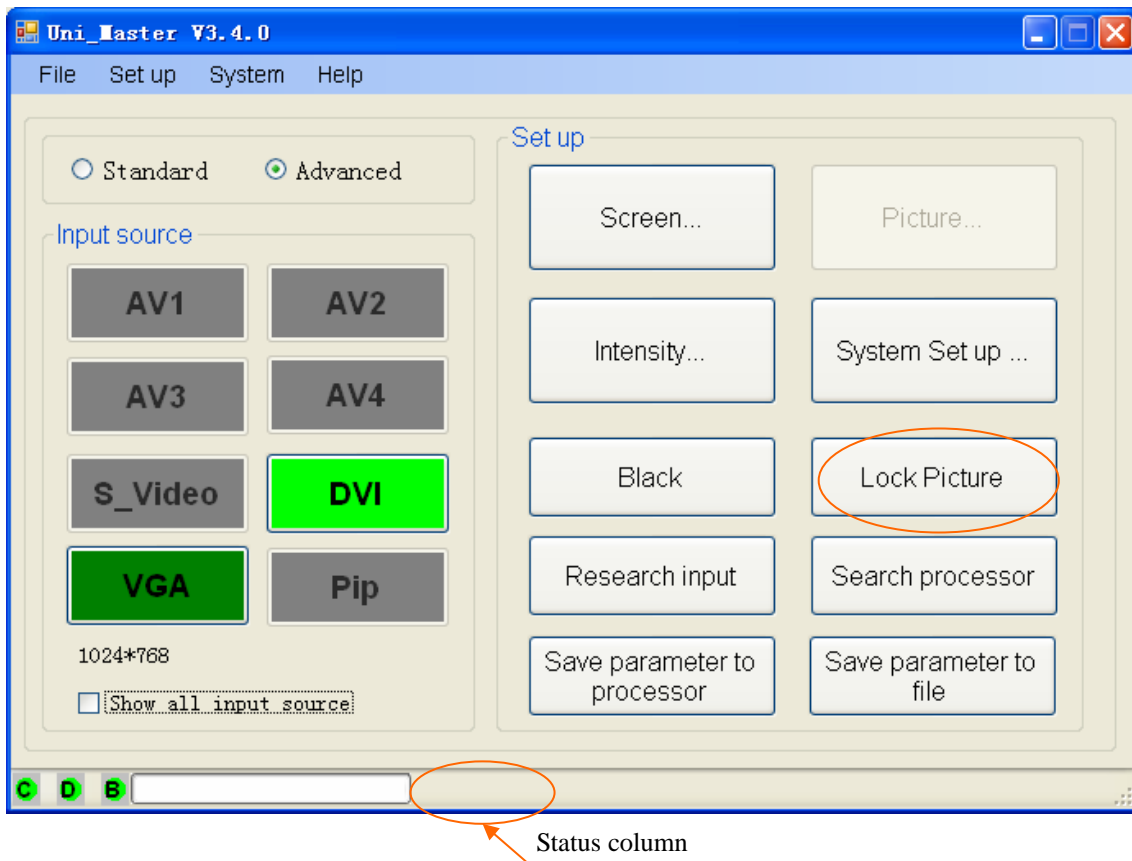 Uni_Master V3.4.0
File Set up System Help
Standard Advanced
Input source
AV1 AV2
AV3 AV4
S_Video DVI
VGA Pip
1024*768
Show all input source
Set up
Screen... Picture...
Intensity... System Set up ...
Black Lock Picture
Research input Search processor
Save parameter to
processor
Save parameter to
file
C D B
Status column